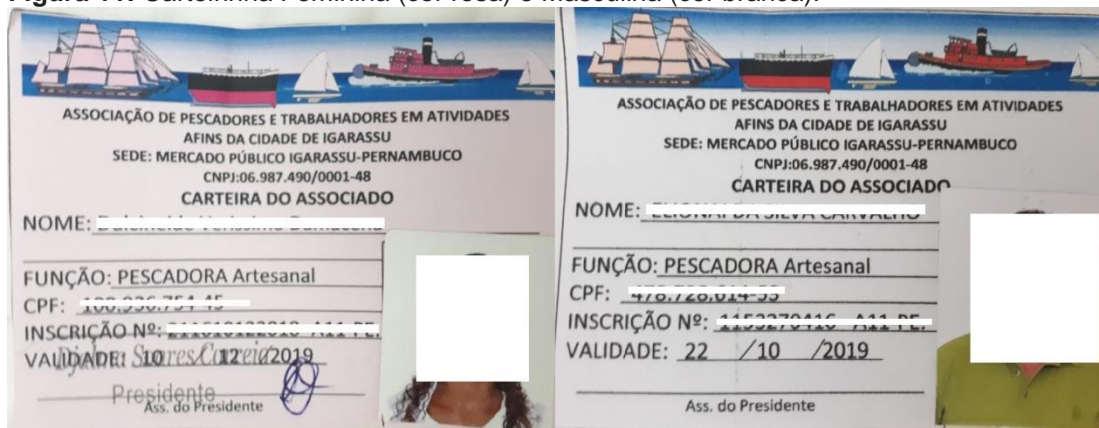 Figura Carteirinha Feminina (cor rosa) e masculina (cor branca).
ASSOCIAÇÃO DE PESCADORES E TRABALHADORES EM ATIVIDADES
AFINS DA CIDADE DE IGARASSU
SEDE: MERCADO PÚBLICO IGARASSU-PERNAMBUCO
CNPJ:06.987.490/0001-48
CARTEIRA DO ASSOCIADO
NOME:
FUNÇÃO: PESCADORA Artesanal
CPF:
INSCRIÇÃO Nº:
VALIDADE: 10 / 12 /2019
Presidente
Ass. do Presidente
ASSOCIAÇÃO DE PESCADORES E TRABALHADORES EM ATIVIDADES
AFINS DA CIDADE DE IGARASSU
SEDE: MERCADO PÚBLICO IGARASSU-PERNAMBUCO
CNPJ:06.987.490/0001-48
CARTEIRA DO ASSOCIADO
NOME:
FUNÇÃO: PESCADORA Artesanal
CPF:
INSCRIÇÃO Nº:
VALIDADE: 22 /10 /2019
Ass. do Presidente